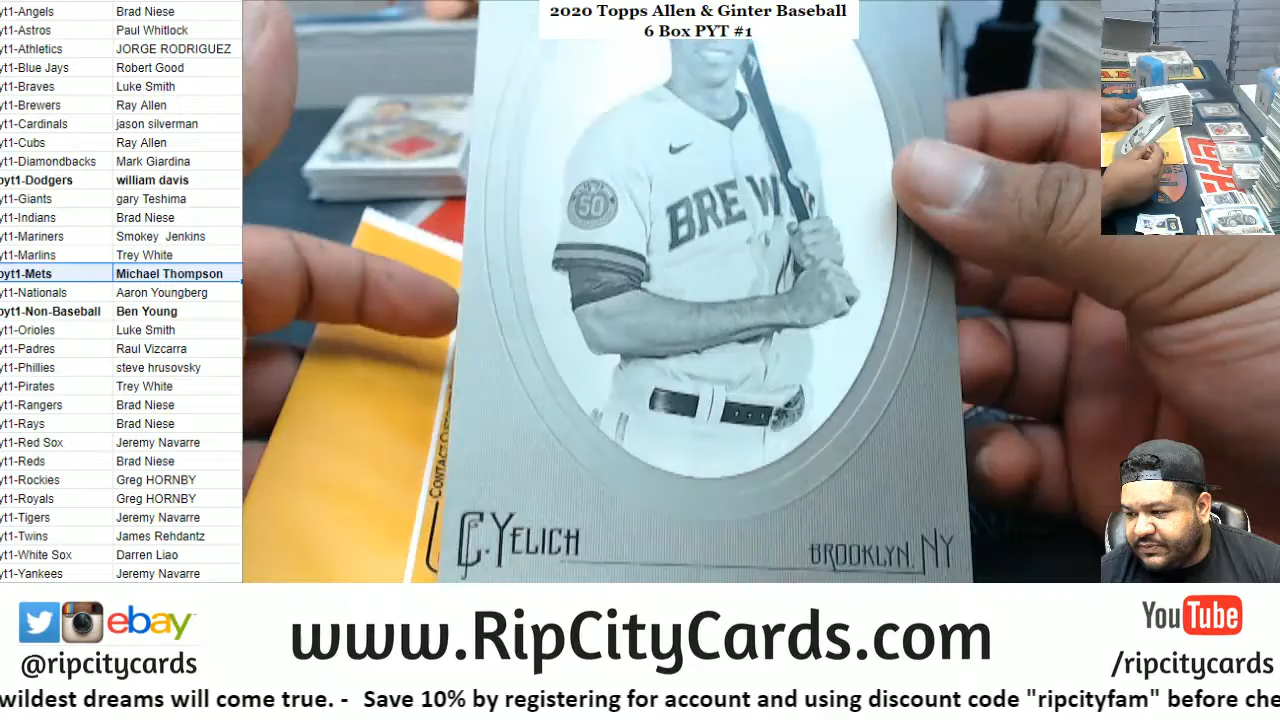 2020 Topps Allen & Ginter Baseball
6 Box PYT #1
yt1-Angels Brad Niese
yt1-Astros Paul Whitlock
yt1-Athletics JORGE RODRIGUEZ
yt1-Blue Jays Robert Good
yt1-Braves Luke Smith
yt1-Brewers Ray Allen
yt1-Cardinals jason silverman
yt1-Cubs Ray Allen
yt1-Diamondbacks Mark Giardina
pyt1-Dodgers william davis
yt1-Giants gary Teshima
yt1-Indians Brad Niese
yt1-Mariners Smokey Jenkins
yt1-Marlins Trey White
pyt1-Mets Michael Thompson
yt1-Nationals Aaron Youngberg
pyt1-Non-Baseball Ben Young
yt1-Orioles Luke Smith
yt1-Padres Raul Vizcarra
yt1-Phillies steve hrusovsky
yt1-Pirates Trey White
yt1-Rangers Brad Niese
yt1-Rays Brad Niese
yt1-Red Sox Jeremy Navarre
yt1-Reds Brad Niese
yt1-Rockies Greg HORNBY
yt1-Royals Greg HORNBY
yt1-Tigers Jeremy Navarre
yt1-Twins James Rehdantz
yt1-White Sox Darren Liao
yt1-Yankees Jeremy Navarre
50
BREW
CONTACT
C. YELICH
BROOKLYN, NY
ebay
@ripcitycards
www.RipCityCards.com
YouTube
/ripcitycards
wildest dreams will come true. - Save 10% by registering for account and using discount code "ripcityfam" before che